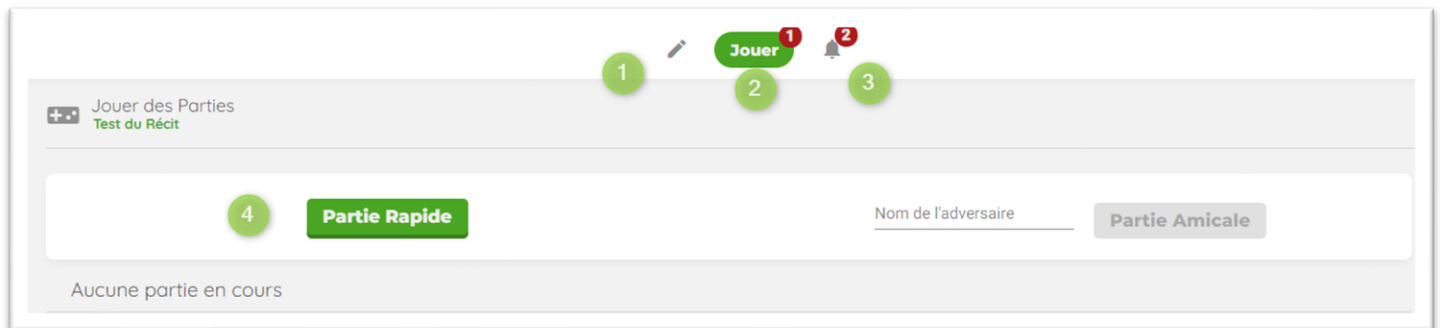 Jouer 1 2
1 2 3
Jouer des Parties
Test du Récit
4 Partie Rapide Nom de l'adversaire Partie Amicale
Aucune partie en cours